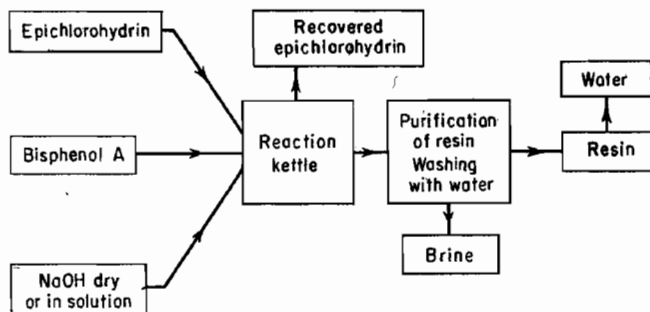 Epichlorohydrin
Recovered
epichlorohydrin
Bisphenol A
Reaction
kettle
Purification
of resin
Washing
with water
Water
Resin
Brine
NaOH dry
or in solution